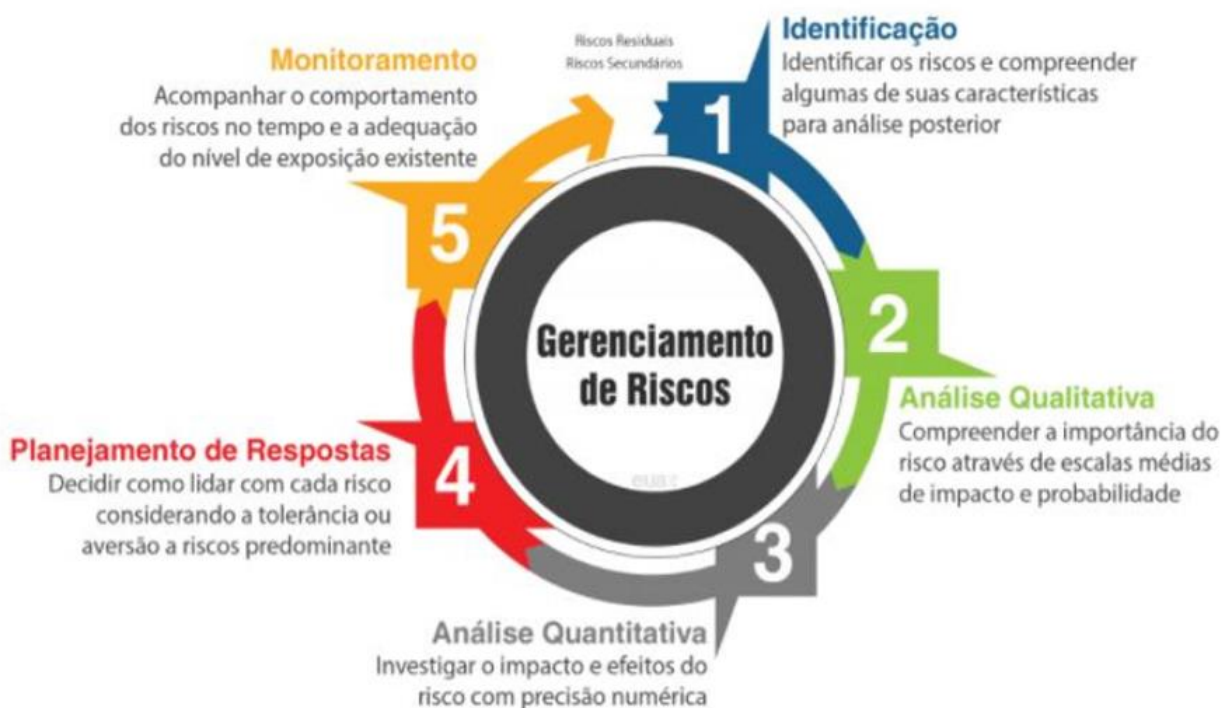 Riscos Residuais
Riscos Secundários
1
Identificação
Identificar os riscos e compreender
algumas de suas características
para análise posterior
2
Análise Qualitativa
Compreender a importância do
risco através de escalas médias
de impacto e probabilidade
3
Análise Quantitativa
Investigar o impacto e efeitos do
risco com precisão numérica
4
Planejamento de Respostas
Decidir como lidar com cada risco
considerando a tolerância ou
aversão a riscos predominante
5
Monitoramento
Acompanhar o comportamento
dos riscos no tempo e a adequação
do nível de exposição existente
Gerenciamento
de Riscos